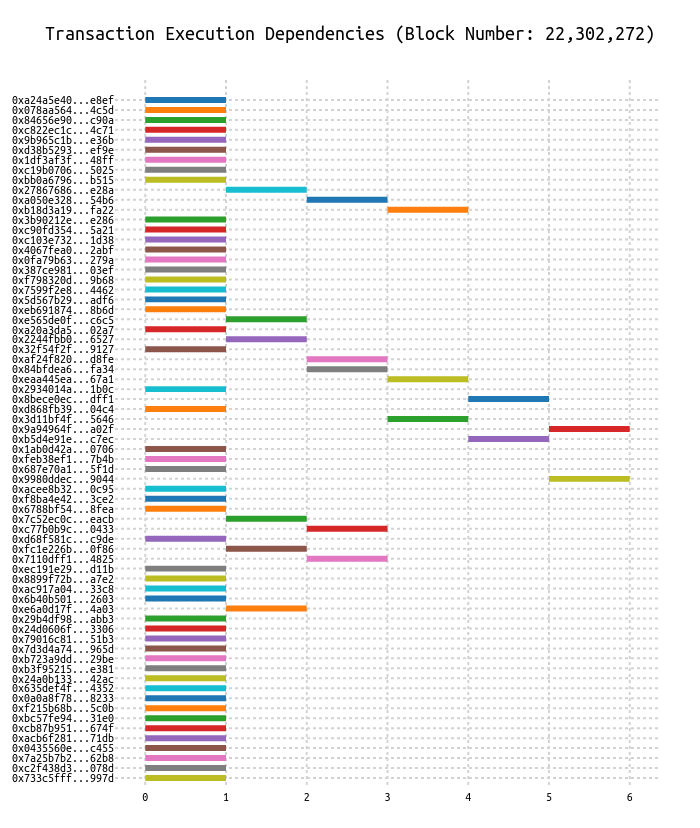 Transaction Execution Dependencies (Block Number: 22,302,272)
0xa24a5e40...e8ef
0x078aa564...4c5d
0x84656e90...c90a
0xc822ec1c...4c71
0x9b965c1b...e36b
0xd38b5293...ef9e
0x1df3af3f...48ff
0xc19b0706...5025
0xbb0a6796...b515
0x27867686...e28a
0xa050e328...54b6
0xb18d3a19...fa22
0x3b90212e...e286
0xc90fd354...5a21
0xc103e732...1d38
0x4067fea0...2abf
0x0fa79b63...279a
0x387ce981...03ef
0xf798320d...9b68
0x7599f2e8...4462
0x5d567b29...adf6
0xeb691874...8b6d
0xe565de0f...c6c5
0xa20a3da5...02a7
0x2244fbb0...6527
0x32f54f2f...9127
0xaf24f820...d8fe
0x84bfdea6...fa34
0xeaa445ea...67a1
0x2934014a...1b0c
0x8bece0ec...dff1
0xd868fb39...04c4
0x3d11bf4f...5646
0x9a94964f...a02f
0xb5d4e91e...c7ec
0x1ab0d42a...0706
0xfeb38ef1...7b4b
0x687e70a1...5f1d
0x9980ddec...9044
0xacee8b32...0c95
0xf8ba4e42...3ce2
0x6788bf54...8fea
0x7c52ec0c...eacb
0xc77b0b9c...0433
0xd68f581c...c9de
0xfc1e226b...0f86
0x7110dff1...4825
0xec191e29...d11b
0x8899f72b...a7e2
0xac917a04...33c8
0x6b40b501...2603
0xe6a0d17f...4a03
0x29b4df98...abb3
0x24d0606f...3306
0x79016c81...51b3
0x7d3d4a74...965d
0xb723a9dd...29be
0xb3f95215...e381
0x24a0b133...42ac
0x635def4f...4352
0x0a0a8f78...8233
0xf215b68b...5c0b
0xbc57fe94...31e0
0xcb87b951...674f
0xacb6f281...71db
0x0435560e...c455
0x7a25b7b2...62b8
0xc2f438d3...078d
0x733c5fff...997d
0 1 2 3 4 5 6